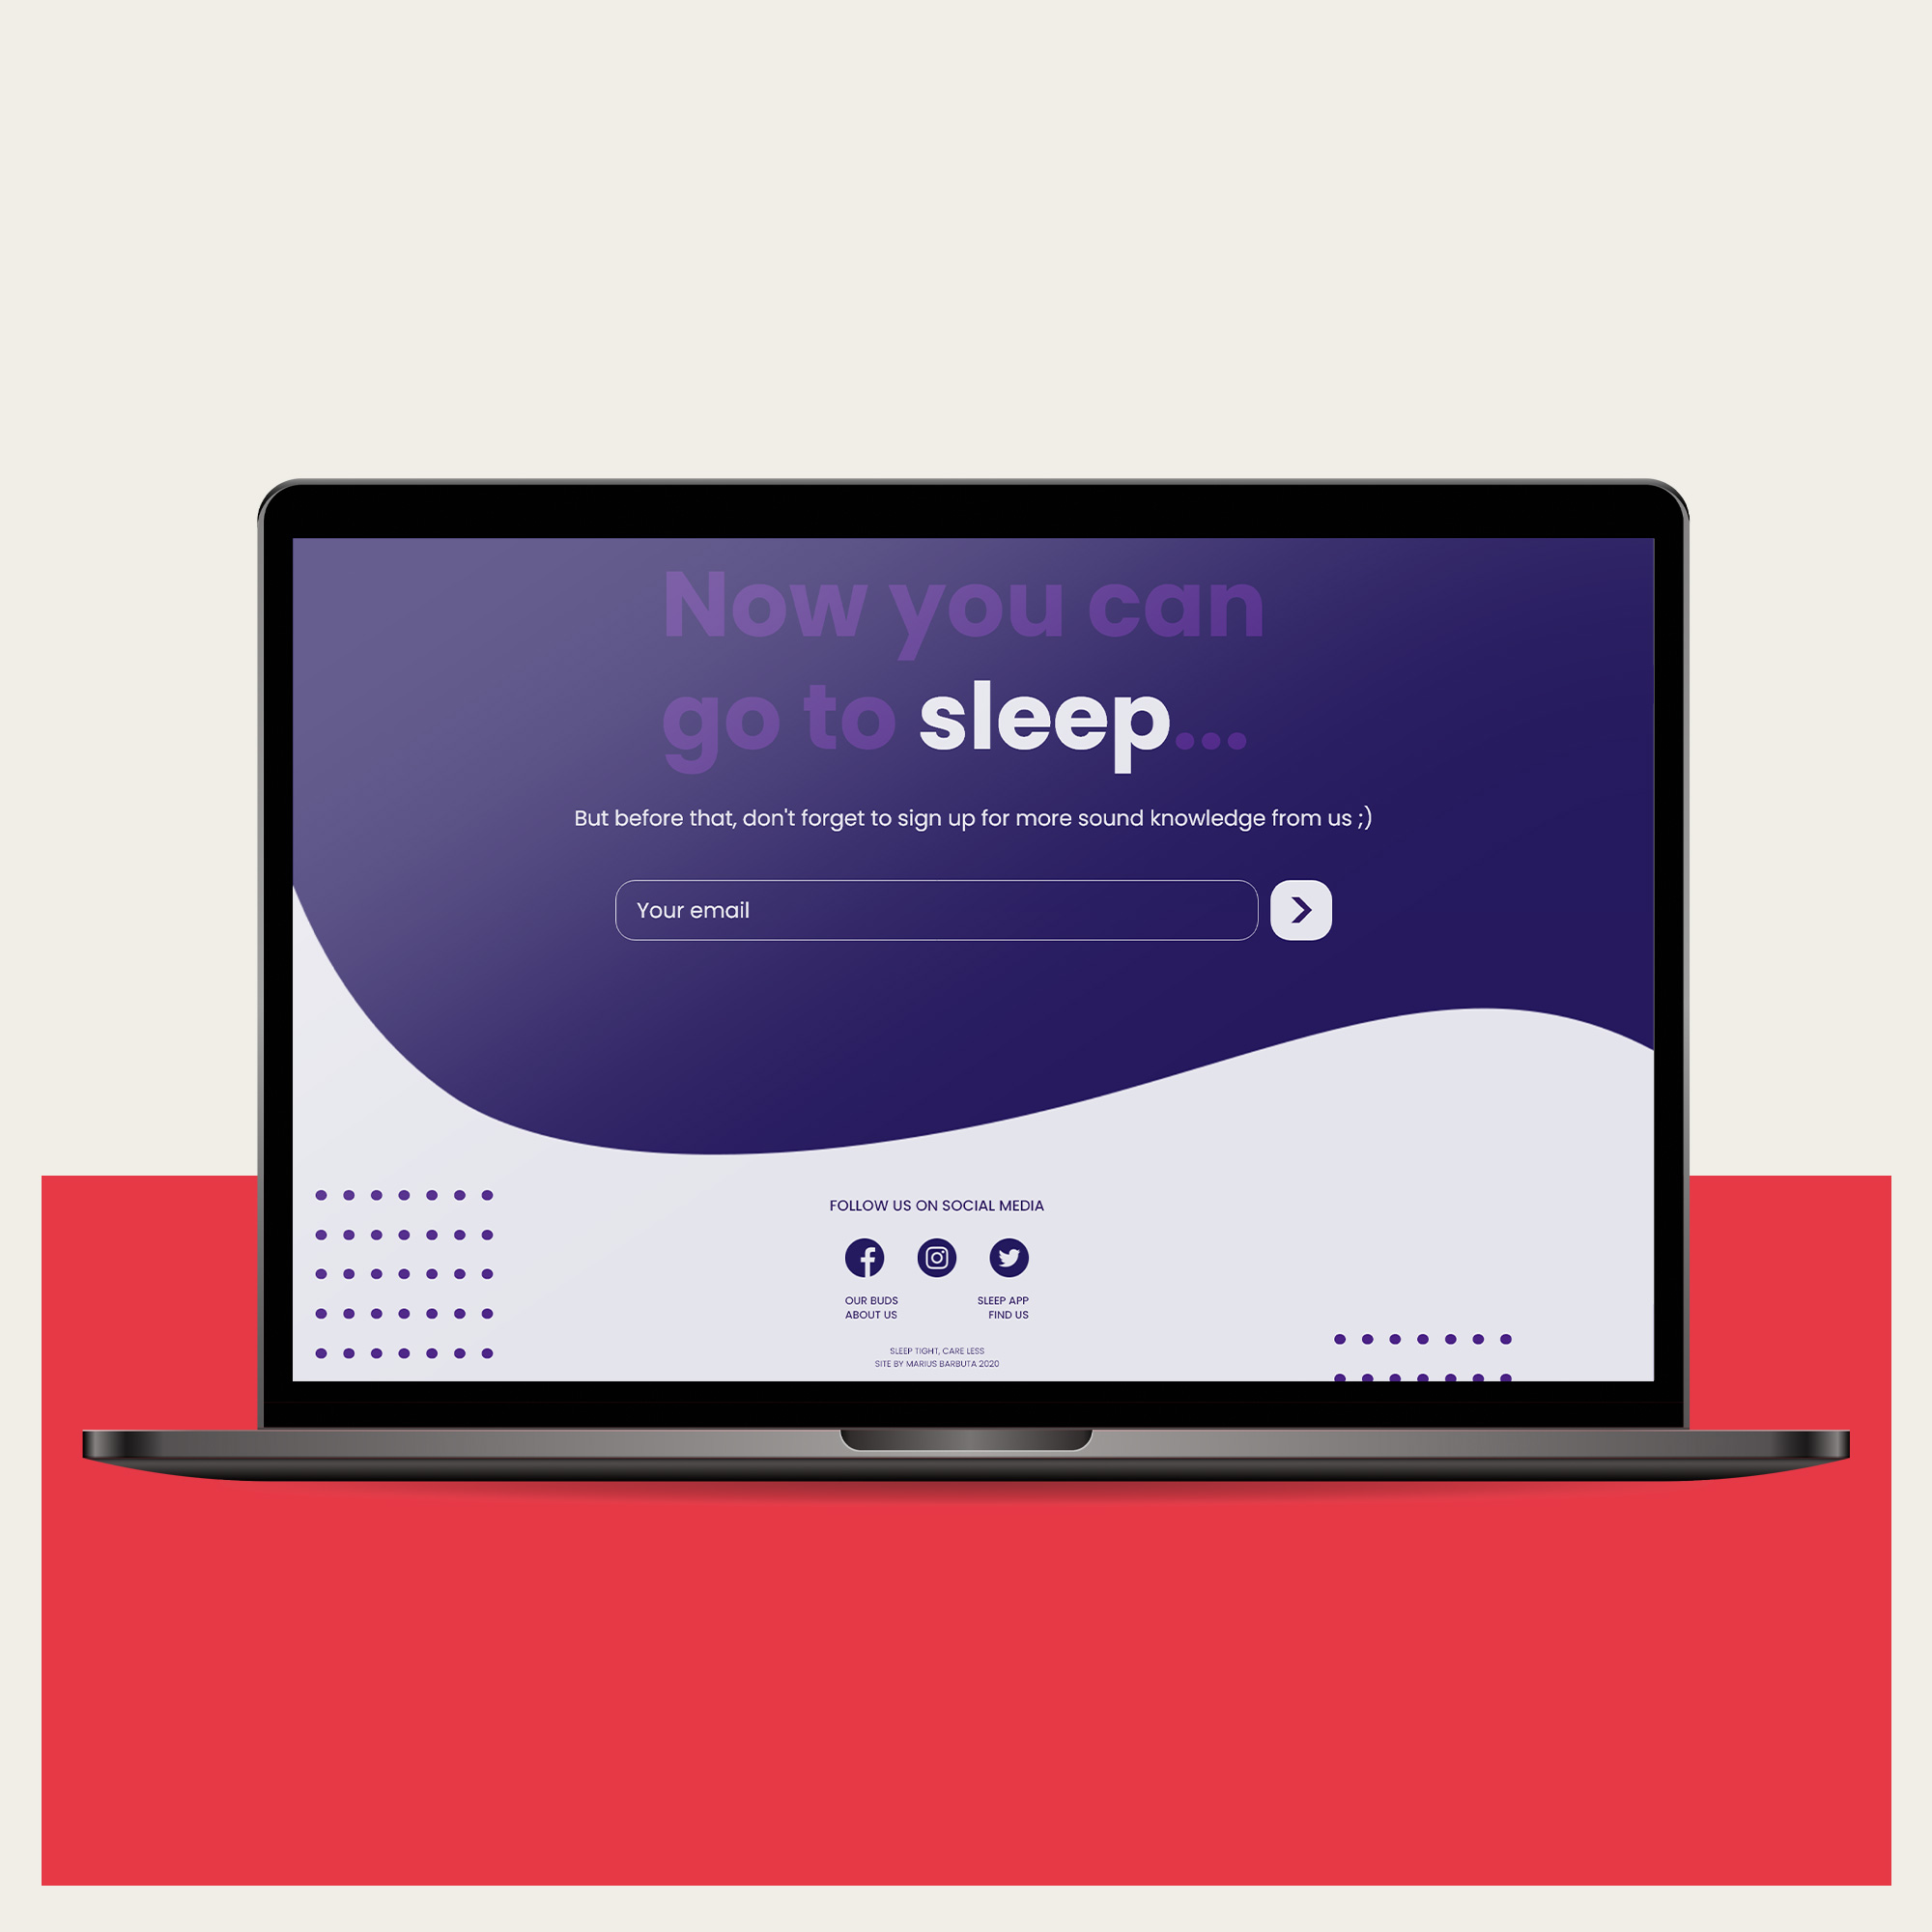 Now you can
go to sleep...
But before that, don't forget to sign up for more sound knowledge from us ;)
Your email
FOLLOW US ON SOCIAL MEDIA
OUR BUDS
ABOUT US
SLEEP APP
FIND US
SLEEP TIGHT, CARE LESS
SITE BY MARIUS BARBUTA 2020